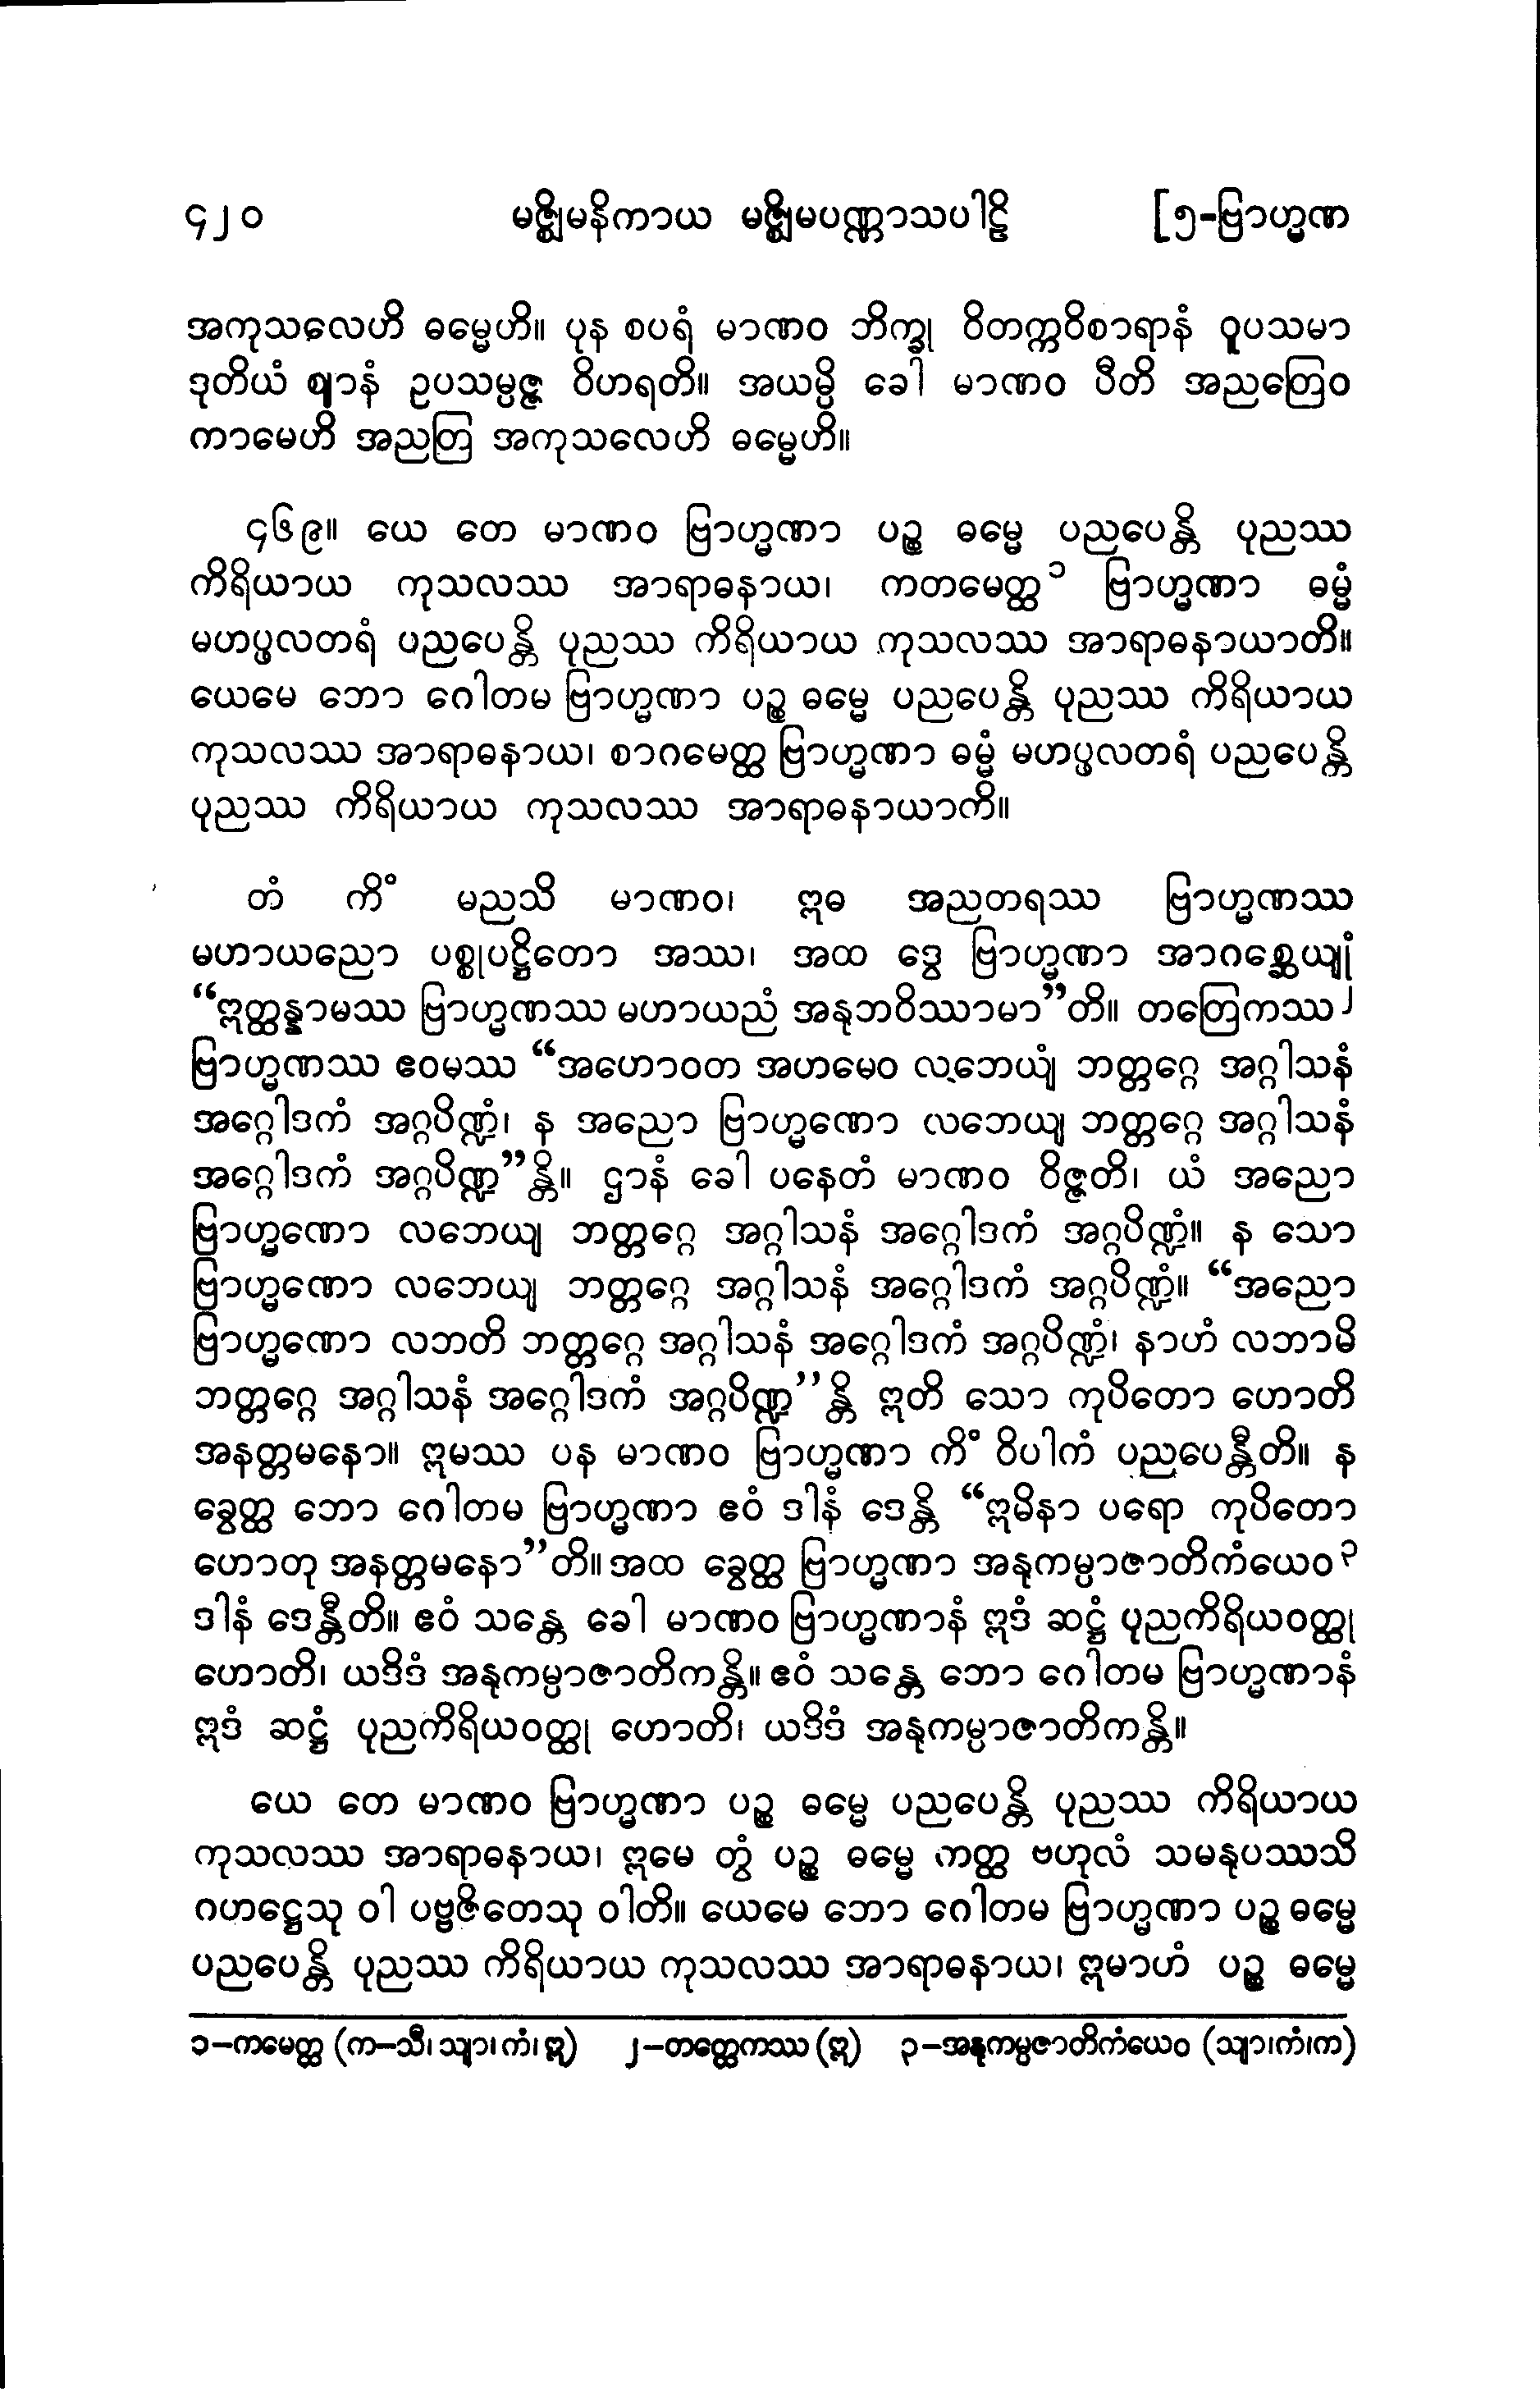 ၄၂၀ မဇ္ဈိမနိကာယ မဇ္ဈိမပဏ္ဏာသပါဠိ [၅-ဗြာဟ္မဏ
အကုသလေဟိ ဓမ္မေဟိ။ ပုန စပရံ မာဏဝ ဘိက္ခု ဝိတက္ကဝိစာရာနံ ဝူပသမာ
ဒုတိယံ ဈာနံ ဥပသမ္ပဇ္ဇ ဝိဟရတိ။ အယမ္ပိ ခေါ မာဏဝ ပီတိ အညတြေဝ
ကာမေဟိ အညတြ အကုသလေဟိ ဓမ္မေဟိ။
၄၆၉။ ယေ တေ မာဏဝ ဗြာဟ္မဏာ ပဉ္စ ဓမ္မေ ပညပေန္တိ ပုညဿ
ကိရိယာယ ကုသလဿ အာရာဓနာယ၊ ကတမေတ္ထ ၁ ဗြာဟ္မဏာ ဓမ္မံ
မဟပ္ဖလတရံ ပညပေန္တိ ပုညဿ ကိရိယာယ ကုသလဿ အာရာဓနာယာတိ။
ယေမေ ဘော ဂေါတမ ဗြာဟ္မဏာ ပဉ္စ ဓမ္မေ ပညပေန္တိ ပုညဿ ကိရိယာယ
ကုသလဿ အာရာဓနာယ၊ စာဂမေတ္ထ ဗြာဟ္မဏာ ဓမ္မံ မဟပ္ဖလတရံ ပညပေန္တိ
ပုညဿ ကိရိယာယ ကုသလဿ အာရာဓနာယာတိ။
တံ ကိံ မညသိ မာဏဝ၊ ဣဓ အညတရဿ ဗြာဟ္မဏဿ
မဟာယညော ပစ္စုပဋ္ဌိတော အဿ၊ အထ ဒွေ ဗြာဟ္မဏာ အာဂစ္ဆေယျုံ
“ဣတ္ထန္နာမဿ ဗြာဟ္မဏဿ မဟာယညံ အနုဘဝိဿာမာ”တိ။ တတြေကဿ ၂
ဗြာဟ္မဏဿ ဧဝမဿ “အဟောဝတ အဟမေဝ လဘေယျံ ဘတ္တဂ္ဂေ အဂ္ဂါသနံ
အဂ္ဂေါဒကံ အဂ္ဂပိဏ္ဍံ၊ န အညော ဗြာဟ္မဏော လဘေယျ ဘတ္တဂ္ဂေ အဂ္ဂါသနံ
အဂ္ဂေါဒကံ အဂ္ဂပိဏ္ဍ”န္တိ။ ဌာနံ ခေါ ပနေတံ မာဏဝ ဝိဇ္ဇတိ၊ ယံ အညော
ဗြာဟ္မဏော လဘေယျ ဘတ္တဂ္ဂေ အဂ္ဂါသနံ အဂ္ဂေါဒကံ အဂ္ဂပိဏ္ဍံ။ န သော
ဗြာဟ္မဏော လဘေယျ ဘတ္တဂ္ဂေ အဂ္ဂါသနံ အဂ္ဂေါဒကံ အဂ္ဂပိဏ္ဍံ။ “အညော
ဗြာဟ္မဏော လဘတိ ဘတ္တဂ္ဂေ အဂ္ဂါသနံ အဂ္ဂေါဒကံ အဂ္ဂပိဏ္ဍံ၊ နာဟံ လဘာမိ
ဘတ္တဂ္ဂေ အဂ္ဂါသနံ အဂ္ဂေါဒကံ အဂ္ဂပိဏ္ဍ”န္တိ ဣတိ သော ကုပိတော ဟောတိ
အနတ္တမနော။ ဣမဿ ပန မာဏဝ ဗြာဟ္မဏာ ကိံ ဝိပါကံ ပညပေန္တီတိ။ န
ခွေတ္ထ ဘော ဂေါတမ ဗြာဟ္မဏာ ဧဝံ ဒါနံ ဒေန္တိ “ဣမိနာ ပရော ကုပိတော
ဟောတု အနတ္တမနော”တိ။ အထ ခွေတ္ထ ဗြာဟ္မဏာ အနုကမ္ပာဇာတိကံယေဝ ၃
ဒါနံ ဒေန္တီတိ။ ဧဝံ သန္တေ ခေါ မာဏဝ ဗြာဟ္မဏာနံ ဣဒံ ဆဋ္ဌံ ပုညကိရိယဝတ္ထု
ဟောတိ၊ ယဒိဒံ အနုကမ္ပာဇာတိကန္တိ။ ဧဝံ သန္တေ ဘော ဂေါတမ ဗြာဟ္မဏာနံ
ဣဒံ ဆဋ္ဌံ ပုညကိရိယဝတ္ထု ဟောတိ၊ ယဒိဒံ အနုကမ္ပာဇာတိကန္တိ။
ယေ တေ မာဏဝ ဗြာဟ္မဏာ ပဉ္စ ဓမ္မေ ပညပေန္တိ ပုညဿ ကိရိယာယ
ကုသလဿ အာရာဓနာယ၊ ဣမေ တွံ ပဉ္စ ဓမ္မေ ကတ္ထ ဗဟုလံ သမနုပဿသိ
ဂဟဋ္ဌေသု ဝါ ပဗ္ဗဇိတေသု ဝါတိ။ ယေမေ ဘော ဂေါတမ ဗြာဟ္မဏာ ပဉ္စ ဓမ္မေ
ပညပေန္တိ ပုညဿ ကိရိယာယ ကုသလဿ အာရာဓနာယ၊ ဣမာဟံ ပဉ္စ ဓမ္မေ
၁-ကမေတ္ထ (က-သီ၊ သျာ၊ ကံ၊ ဣ) ၂-တတ္ထေကဿ (ဣ) ၃-အနုကမ္ပဇာတိကံယေဝ (သျာ၊ ကံ၊ က)